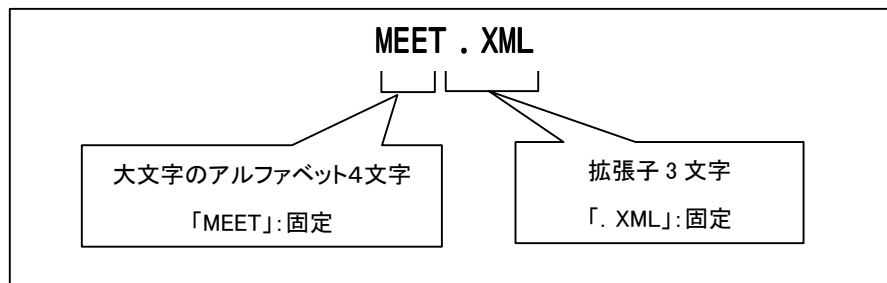 MEET . XML
大文字のアルファベット4文字
「MEET」：固定
拡張子 3 文字
「. XML」：固定